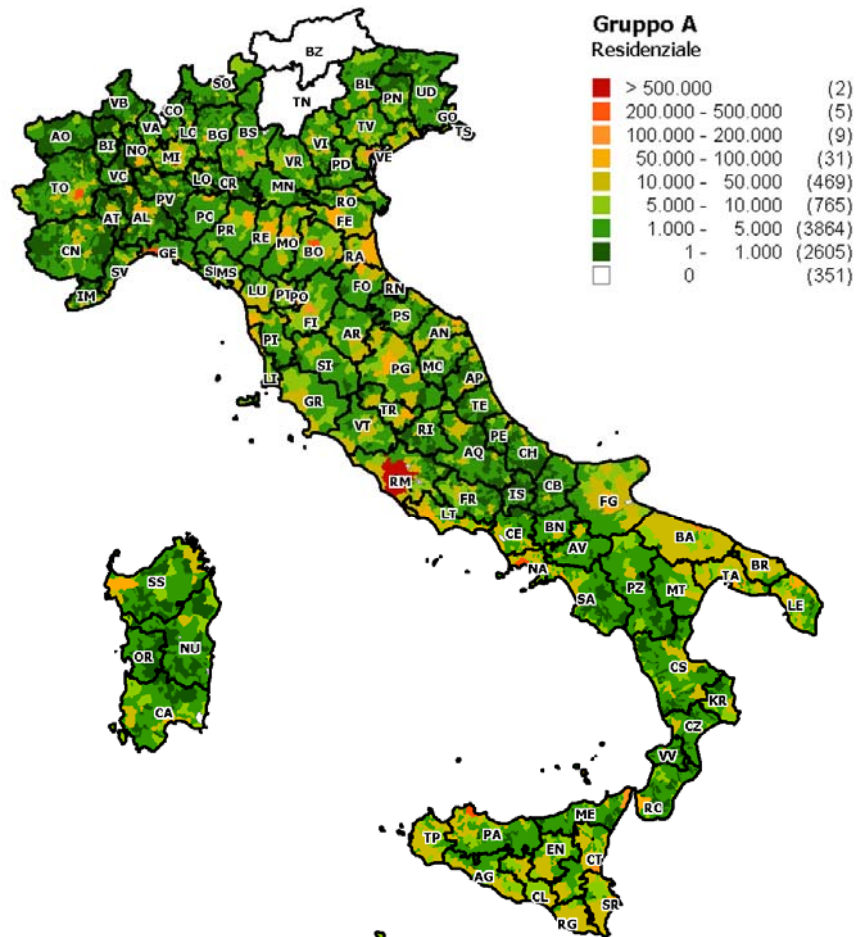 Gruppo A
Residenziale
> 500.000 (2)
200.000 - 500.000 (5)
100.000 - 200.000 (9)
50.000 - 100.000 (31)
10.000 - 50.000 (469)
5.000 - 10.000 (765)
1.000 - 5.000 (3864)
1 - 1.000 (2605)
0 (351)
BZ
SO
TN
BL
PN
UD
VB
CO
GO
TS
AO
VA
LC
BG
BS
TV
BI
NO
MI
VI
VR
PD
VE
TO
VC
LO
CR
MN
PV
RO
AT
AL
PC
PR
FE
RE
MO
BO
CN
GE
RA
SV
MS
FO
RN
IM
LU
PT
PO
PS
FI
AR
AN
PI
SI
PG
MC
LI
AP
GR
TR
TE
VT
RI
PE
AQ
CH
RM
CB
IS
FR
FG
LT
CE
BN
BA
AV
NA
BR
SS
PZ
MT
TA
SA
LE
OR
NU
CS
CA
KR
CZ
VV
ME
RC
TP
PA
EN
CT
AG
CL
SR
RG